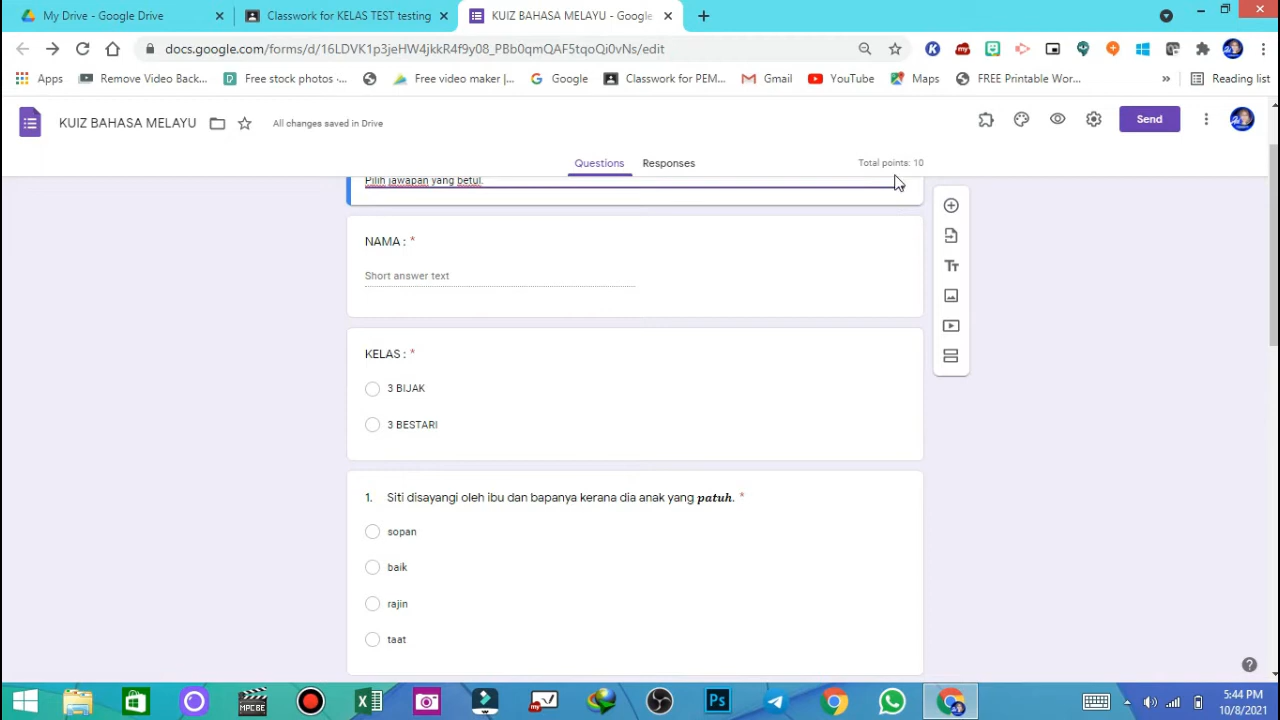 My Drive - Google Drive
Classwork for KELAS TEST testing
KUIZ BAHASA MELAYU - Google
docs.google.com/forms/d/16LDVK1p3jeHW4jkkR4f9y08_PBb0qmQAF5tqoQi0vNs/edit
Apps
Remove Video Back...
Free stock photos ·...
Free video maker |...
Google
Classwork for PEM...
Gmail
YouTube
Maps
FREE Printable Wor...
»
Reading list
KUIZ BAHASA MELAYU
All changes saved in Drive
Send
Questions
Responses
Total points: 10
Pilih jawapan yang betul.
NAMA : *
Short answer text
KELAS : *
3 BIJAK
3 BESTARI
1. Siti disayangi oleh ibu dan bapanya kerana dia anak yang patuh. *
sopan
baik
rajin
taat
5:44 PM
10/8/2021